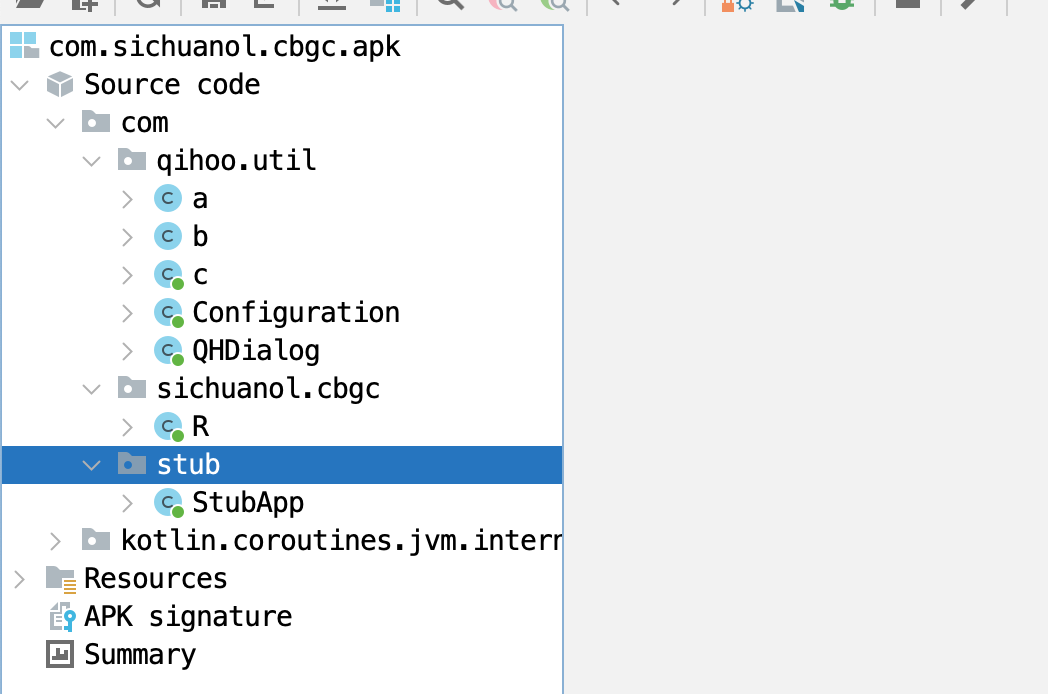 com.sichuanol.cbgc.apk
Source code
com
qihoo.util
a
b
c
Configuration
QHDialog
sichuanol.cbgc
R
stub
StubApp
kotlin.coroutines.jvm.intern
Resources
APK signature
Summary